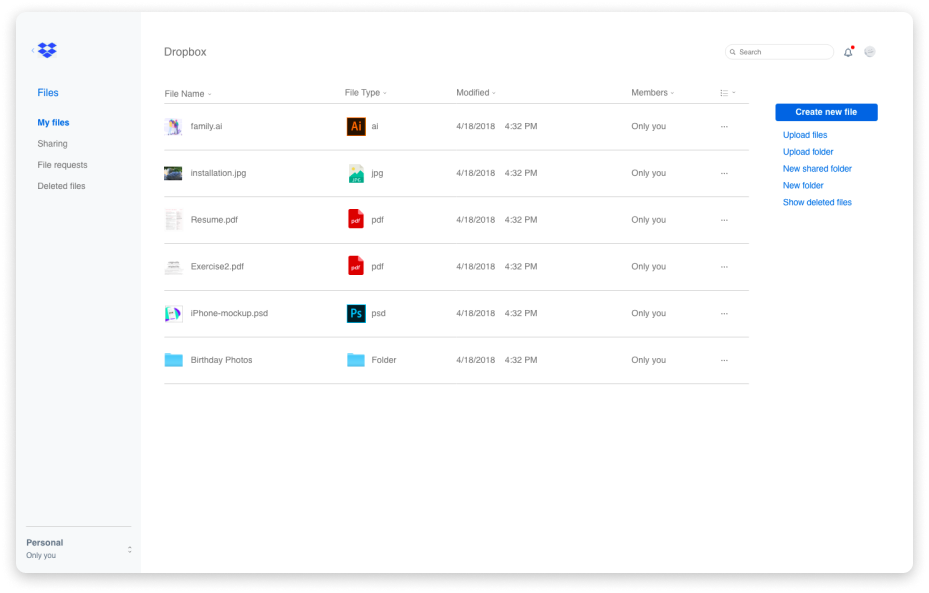 Dropbox
Search
Files
My files
Sharing
File requests
Deleted files
File Name File Type Modified Members
family.ai Ai ai 4/18/2018 4:32 PM Only you ...
installation.jpg JPG jpg 4/18/2018 4:32 PM Only you ...
Resume.pdf pdf pdf 4/18/2018 4:32 PM Only you ...
Exercise2.pdf pdf pdf 4/18/2018 4:32 PM Only you ...
iPhone-mockup.psd Ps psd 4/18/2018 4:32 PM Only you ...
Birthday Photos Folder 4/18/2018 4:32 PM Only you ...
Create new file
Upload files
Upload folder
New shared folder
New folder
Show deleted files
Personal
Only you